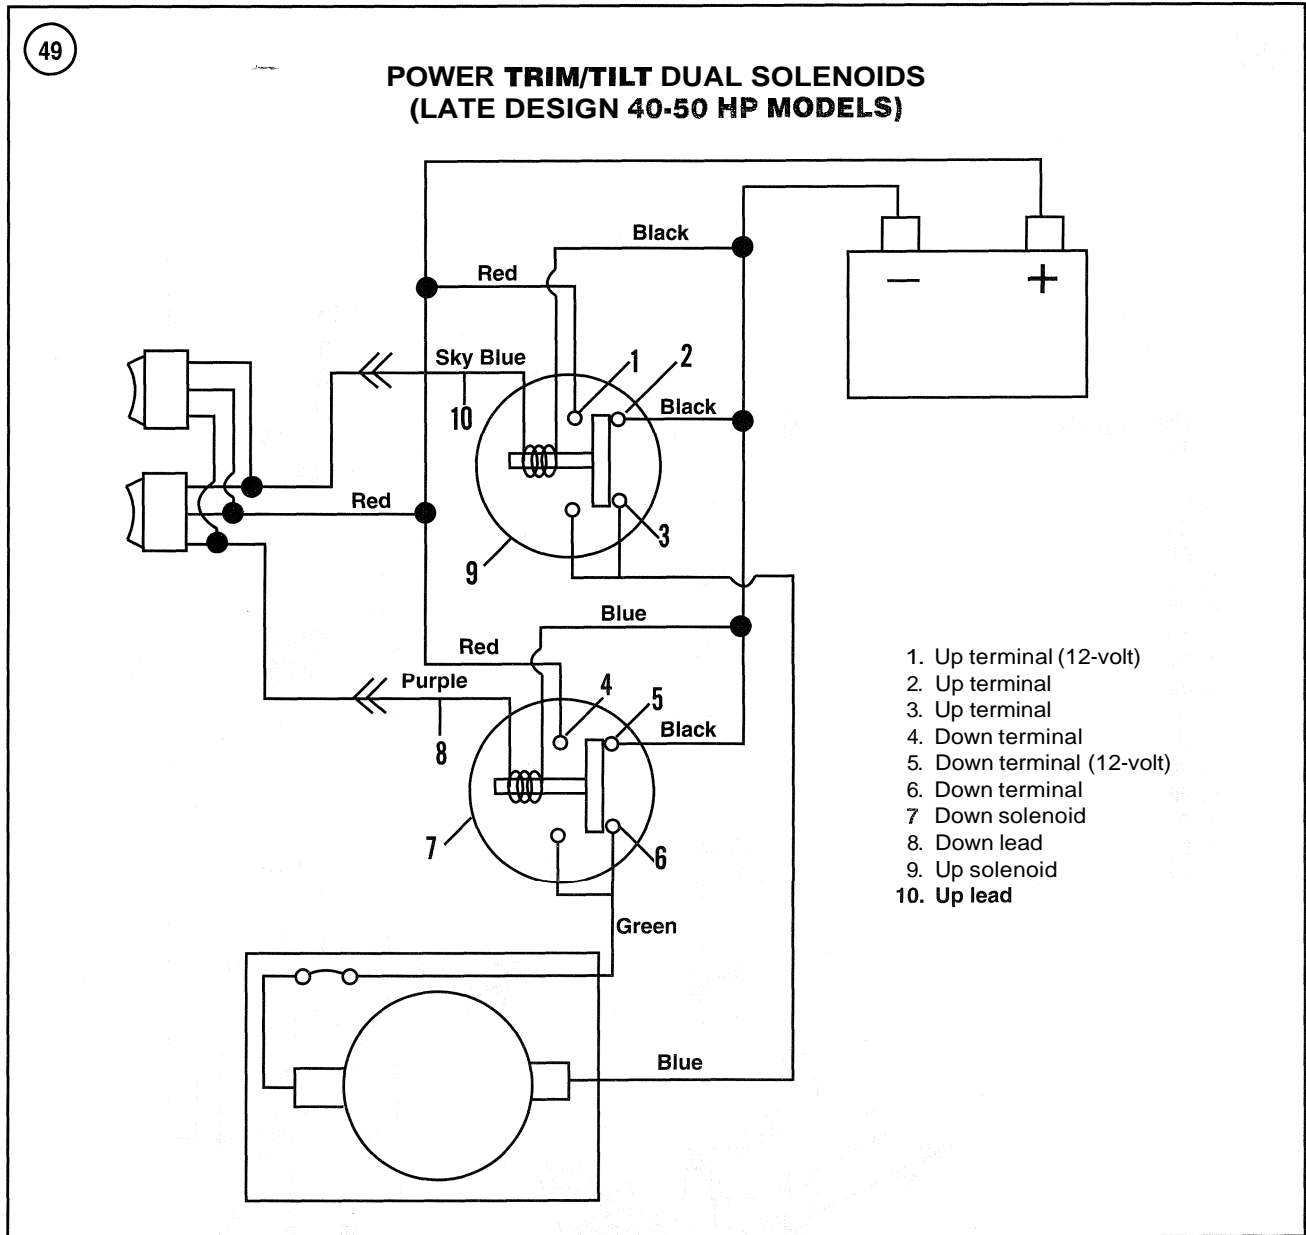 49
POWER TRIM/TILT DUAL SOLENOIDS
(LATE DESIGN 40-50 HP MODELS)
Black
Red
− +
Sky Blue
1
2
10
Black
Red
3
9
Blue
Red
Purple
4
5
8
Black
7
6
Green
Blue
1. Up terminal (12-volt)
2. Up terminal
3. Up terminal
4. Down terminal
5. Down terminal (12-volt)
6. Down terminal
7 Down solenoid
8. Down lead
9. Up solenoid
10. Up lead